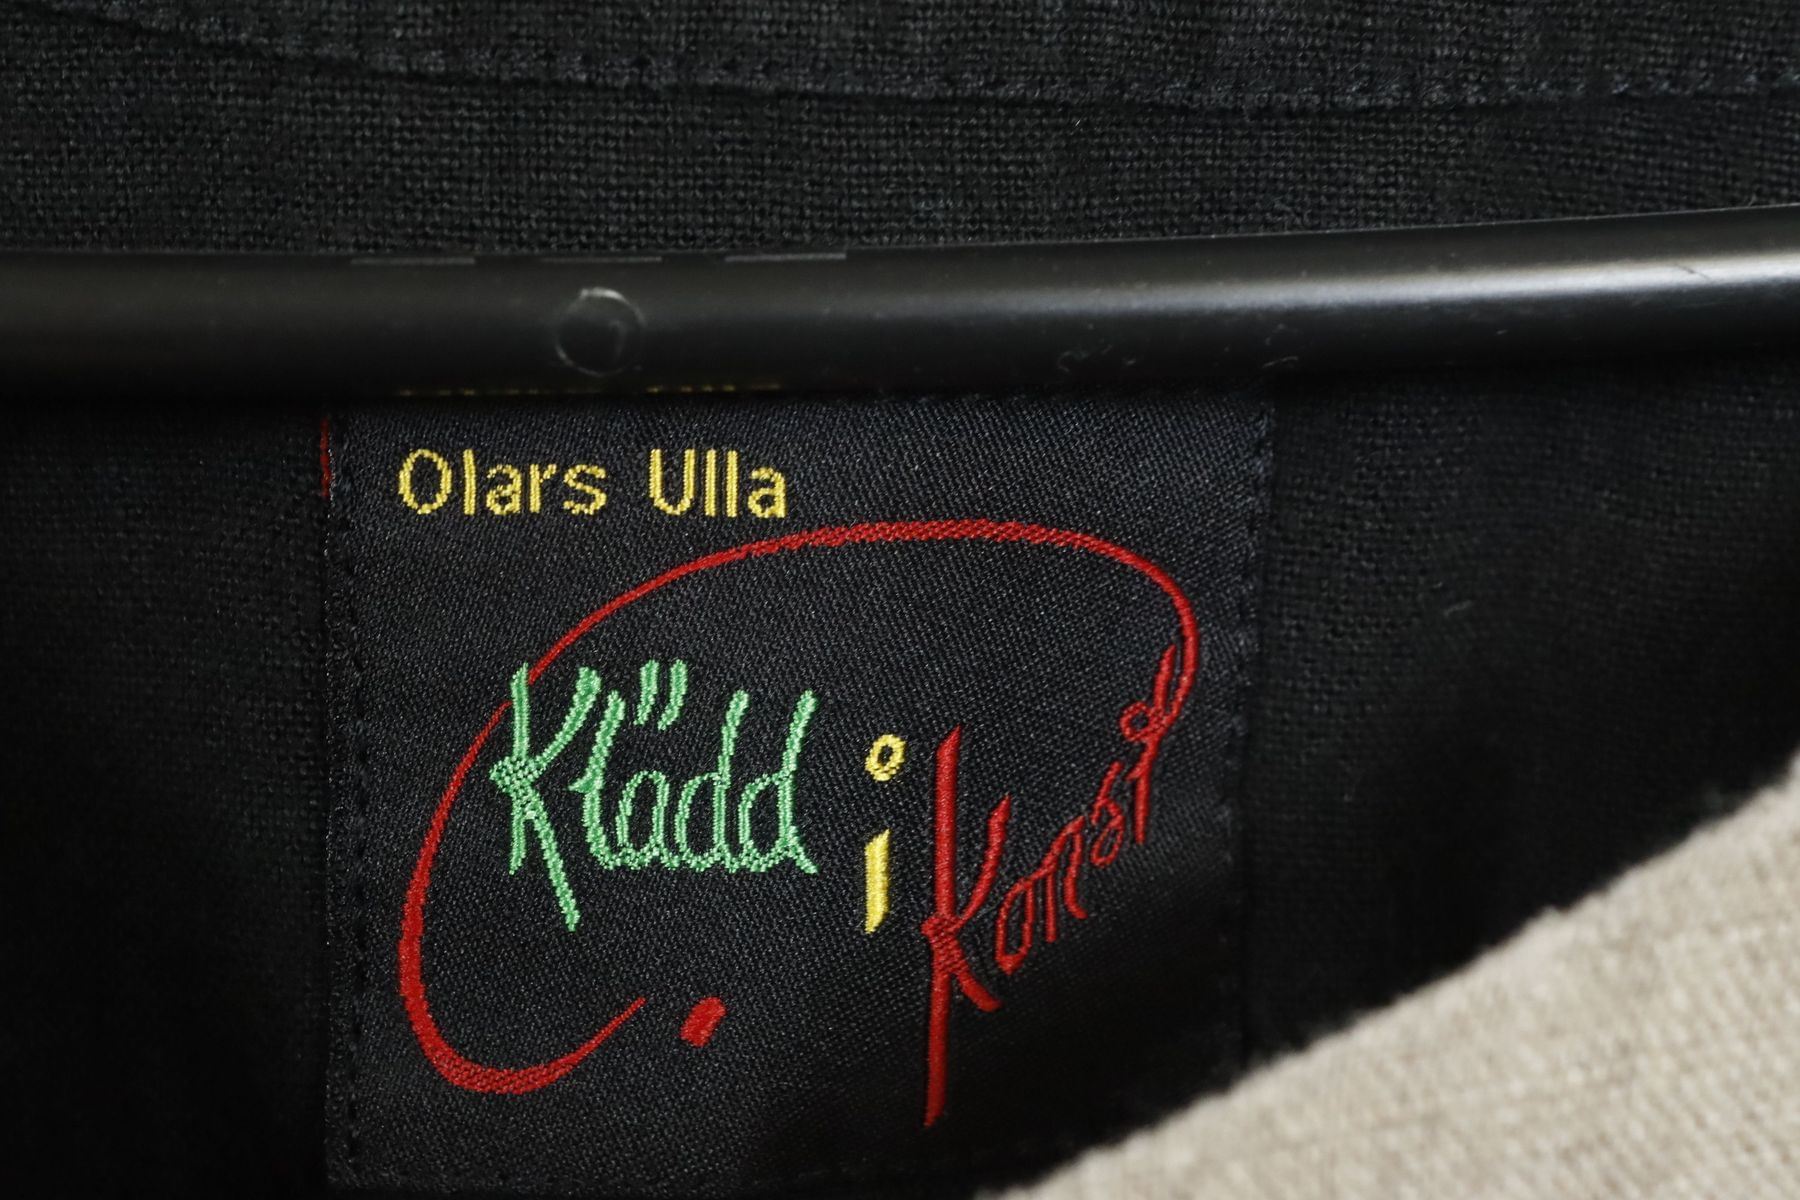 Olars Ulla
Klädd i Konst